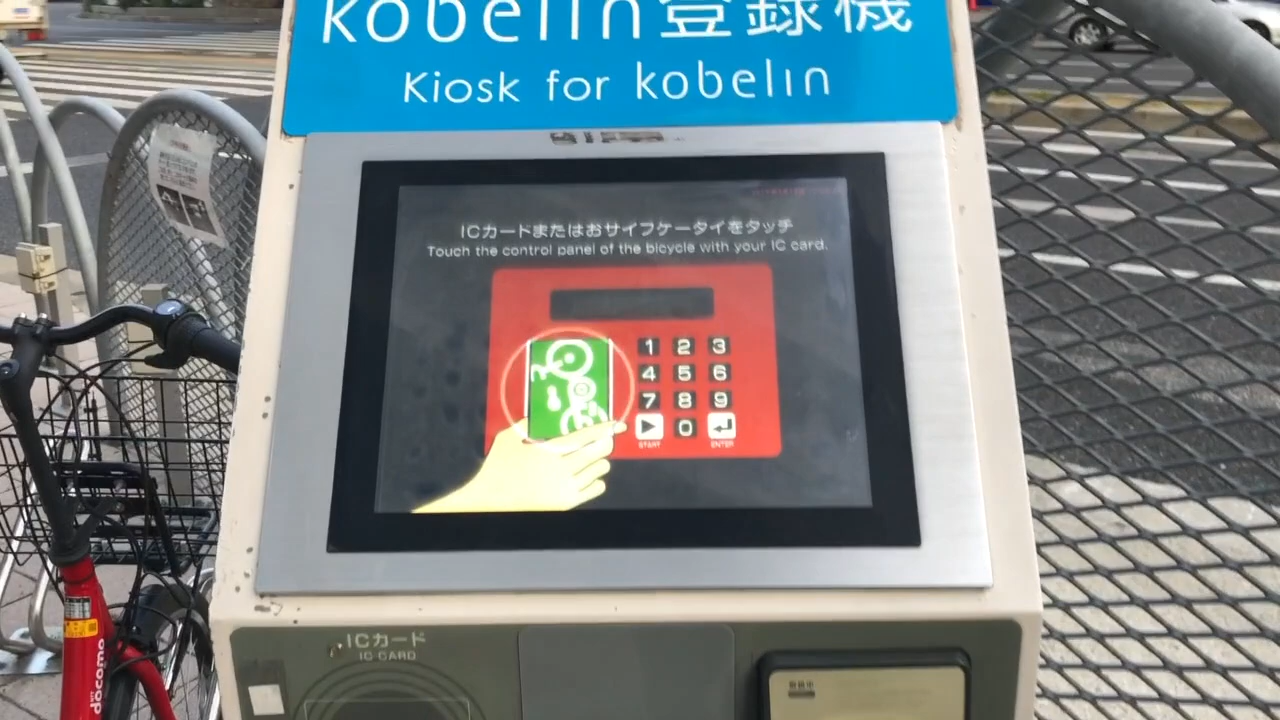 kobelin登録機
Kiosk for kobelin
ICカードまたはおサイフケータイをタッチ
Touch the control panel of the bicycle with your IC card.
1 2 3
4 5 6
7 8 9
0
START ENTER
ICカード
IC CARD
docomo